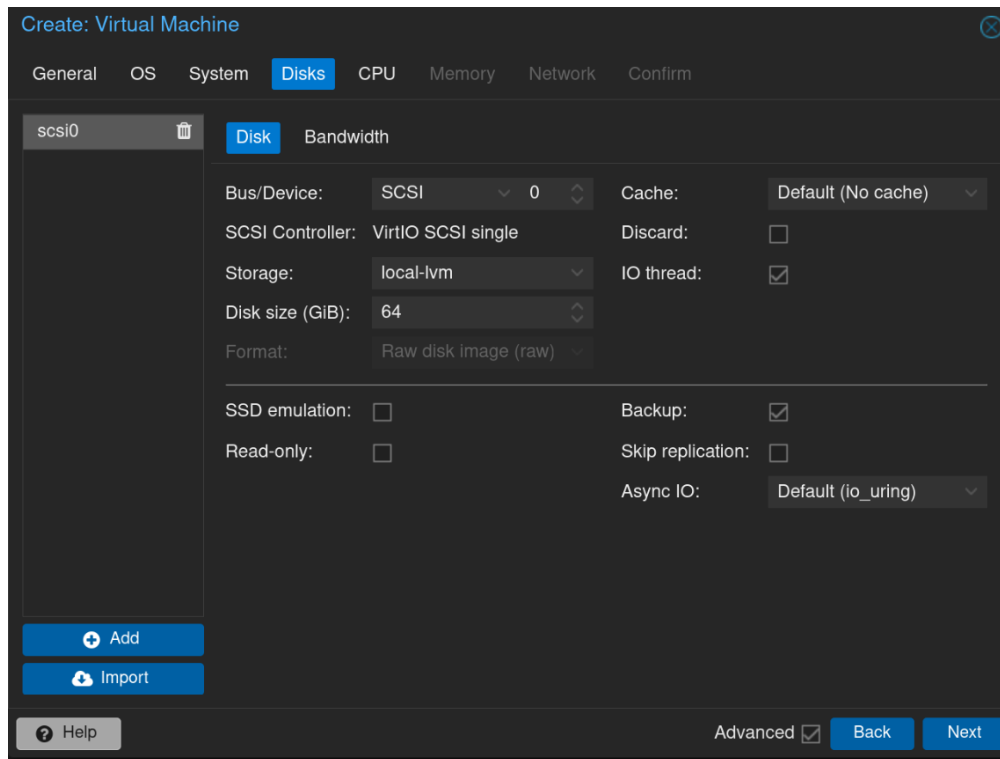 Create: Virtual Machine
General OS System Disks CPU Memory Network Confirm
scsi0
Disk Bandwidth
Bus/Device: SCSI 0 Cache: Default (No cache)
SCSI Controller: VirtIO SCSI single Discard:
Storage: local-lvm IO thread:
Disk size (GiB): 64
Format: Raw disk image (raw)
SSD emulation: Backup:
Read-only: Skip replication:
Async IO: Default (io_uring)
Add
Import
Help Advanced Back Next